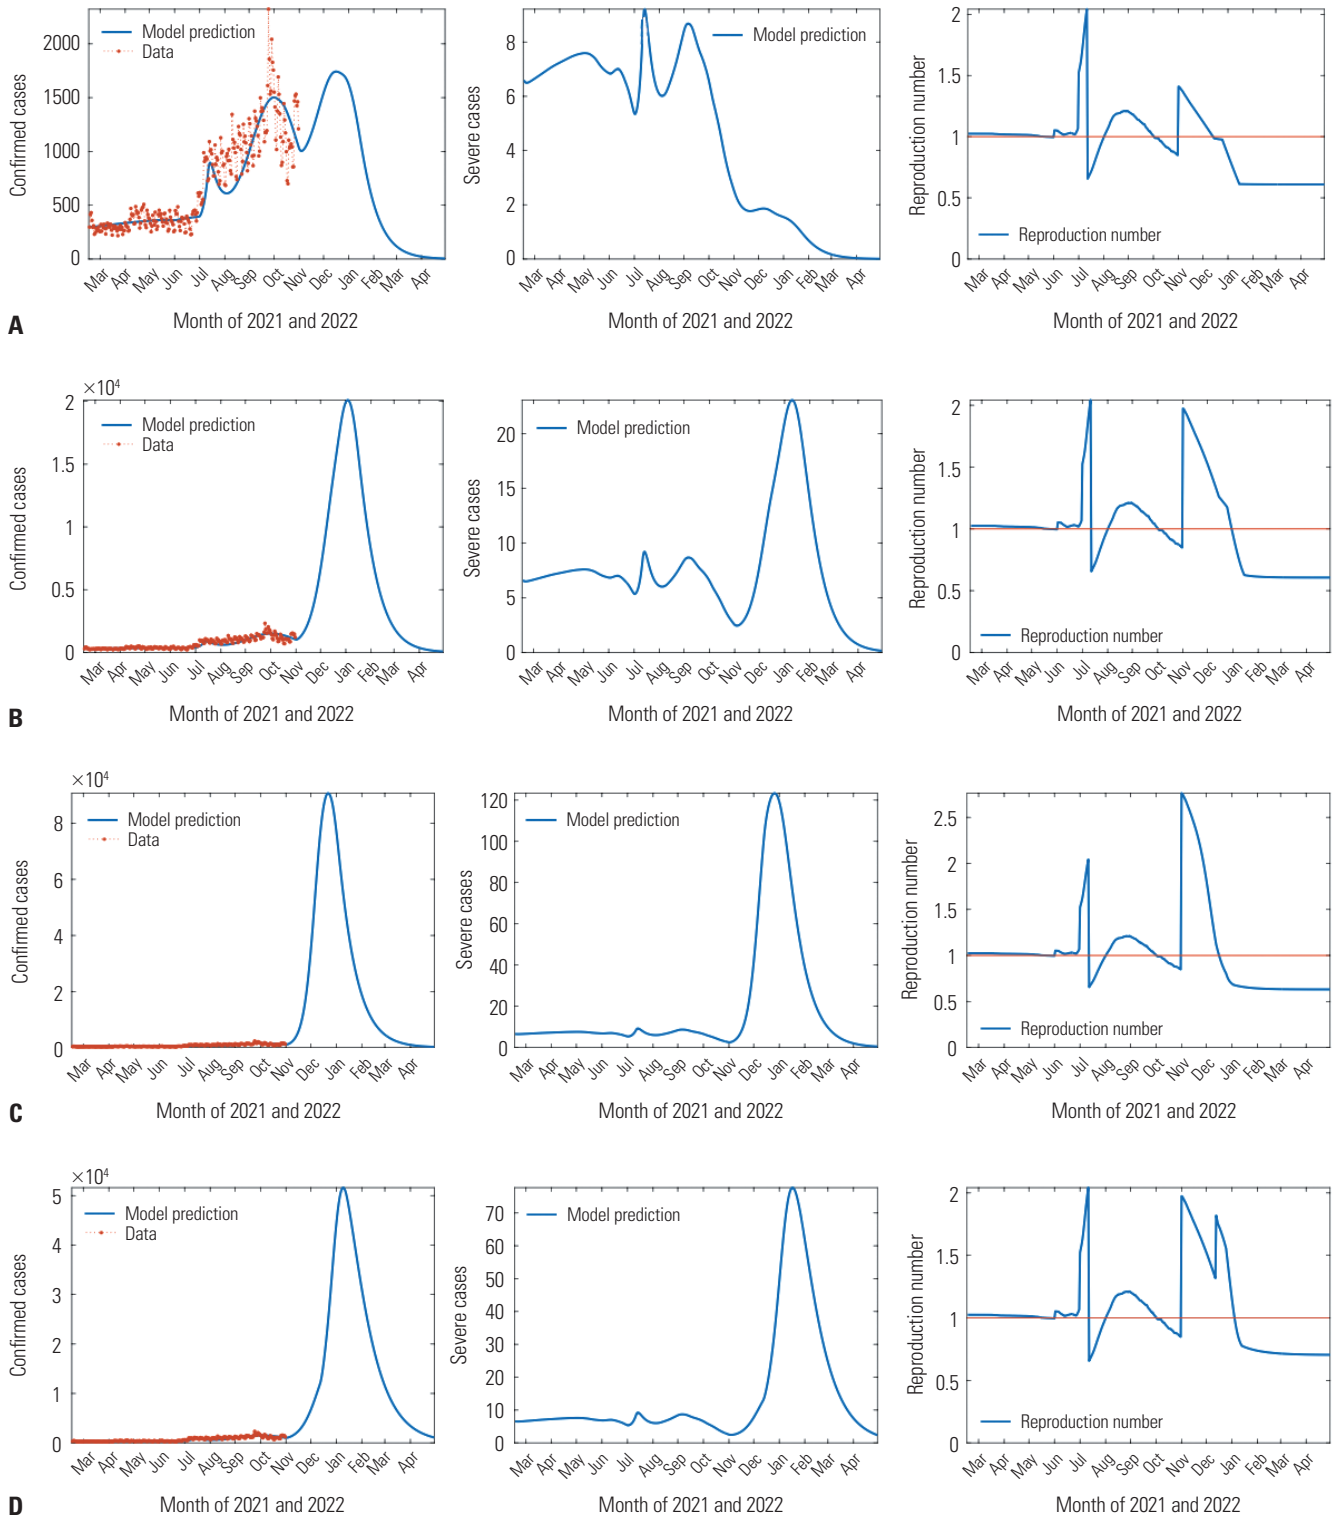 2000
1500
1000
500
0
Confirmed cases
Model prediction
Data
Mar Apr May Jun Jul Aug Sep Oct Nov Dec Jan Feb Mar Apr
Month of 2021 and 2022
8
6
4
2
0
Severe cases
Model prediction
Mar Apr May Jun Jul Aug Sep Oct Nov Dec Jan Feb Mar Apr
Month of 2021 and 2022
2
1.5
1
0.5
0
Reproduction number
Reproduction number
Mar Apr May Jun Jul Aug Sep Oct Nov Dec Jan Feb Mar Apr
Month of 2021 and 2022
A
×10⁴
2
1.5
1
0.5
0
Confirmed cases
Model prediction
Data
Mar Apr May Jun Jul Aug Sep Oct Nov Dec Jan Feb Mar Apr
Month of 2021 and 2022
20
15
10
5
0
Severe cases
Model prediction
Mar Apr May Jun Jul Aug Sep Oct Nov Dec Jan Feb Mar Apr
Month of 2021 and 2022
2
1.5
1
0.5
0
Reproduction number
Reproduction number
Mar Apr May Jun Jul Aug Sep Oct Nov Dec Jan Feb Mar Apr
Month of 2021 and 2022
B
×10⁴
8
6
4
2
0
Confirmed cases
Model prediction
Data
Mar Apr May Jun Jul Aug Sep Oct Nov Dec Jan Feb Mar Apr
Month of 2021 and 2022
120
100
80
60
40
20
0
Severe cases
Model prediction
Mar Apr May Jun Jul Aug Sep Oct Nov Dec Jan Feb Mar Apr
Month of 2021 and 2022
2.5
2
1.5
1
0.5
0
Reproduction number
Reproduction number
Mar Apr May Jun Jul Aug Sep Oct Nov Dec Jan Feb Mar Apr
Month of 2021 and 2022
C
×10⁴
5
4
3
2
1
0
Confirmed cases
Model prediction
Data
Mar Apr May Jun Jul Aug Sep Oct Nov Dec Jan Feb Mar Apr
Month of 2021 and 2022
70
60
50
40
30
20
10
0
Severe cases
Model prediction
Mar Apr May Jun Jul Aug Sep Oct Nov Dec Jan Feb Mar Apr
Month of 2021 and 2022
2
1.5
1
0.5
0
Reproduction number
Reproduction number
Mar Apr May Jun Jul Aug Sep Oct Nov Dec Jan Feb Mar Apr
Month of 2021 and 2022
D